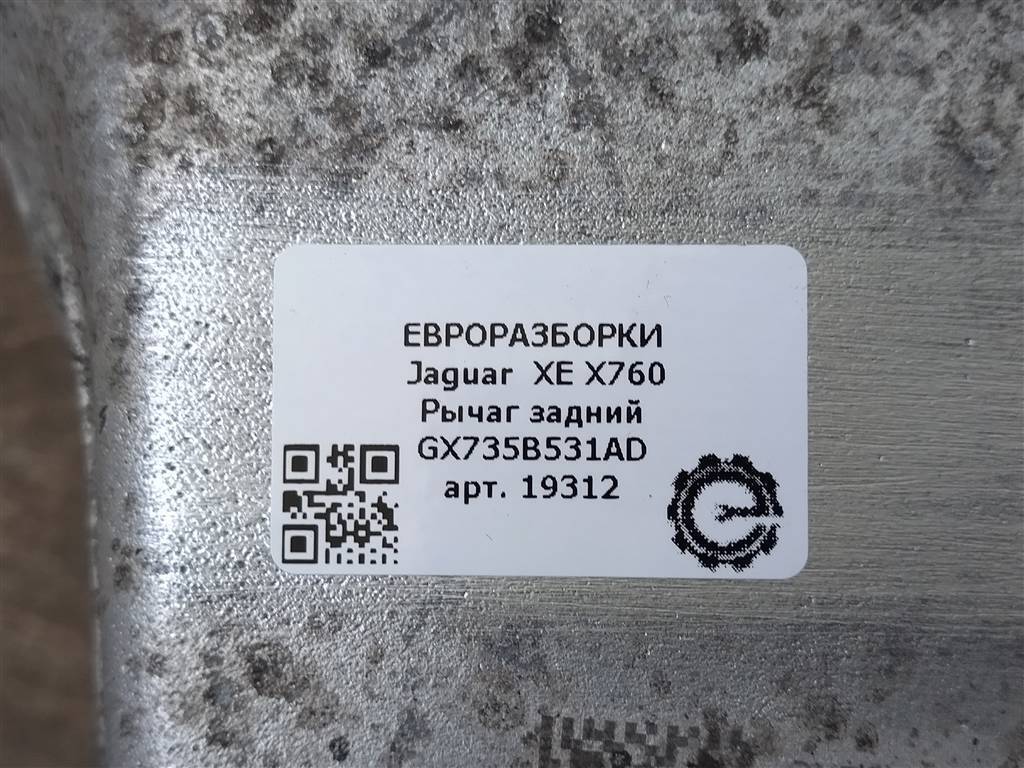 ЕВРОРАЗБОРКИ
Jaguar XE X760
Рычаг задний
GX735B531AD
арт. 19312